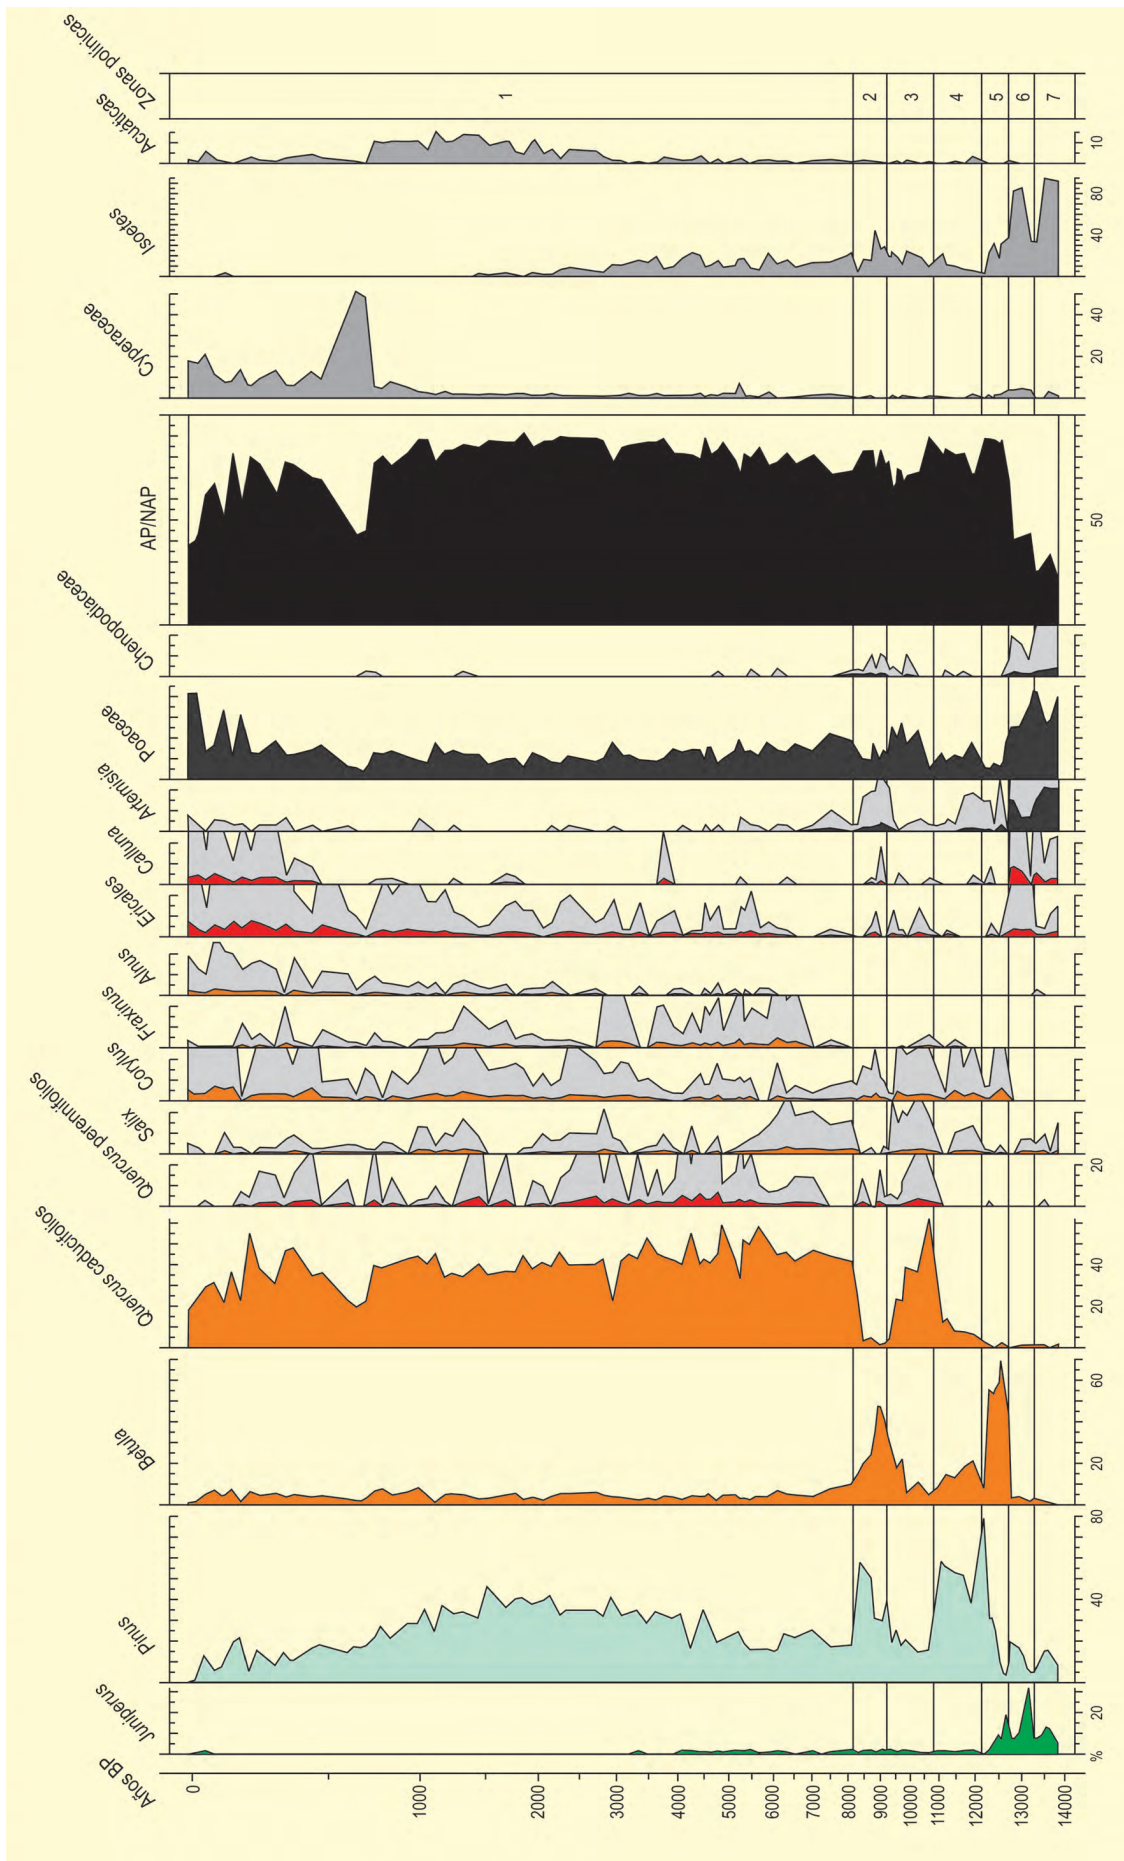 Años BP
Juniperus
Pinus
Betula
Quercus caducifolios
Quercus perennifolios
Salix
Corylus
Fraxinus
Alnus
Ericales
Calluna
Artemisia
Poaceae
Chenopodiaceae
AP/NAP
Cyperaceae
Isoetes
Acuáticas
Zonas polínicas
0
1000
2000
3000
4000
5000
6000
7000
8000
9000
10000
11000
12000
13000
14000
1
2
3
4
5
6
7
%
20
40
80
20
60
20
40
20
50
20
40
40
80
10